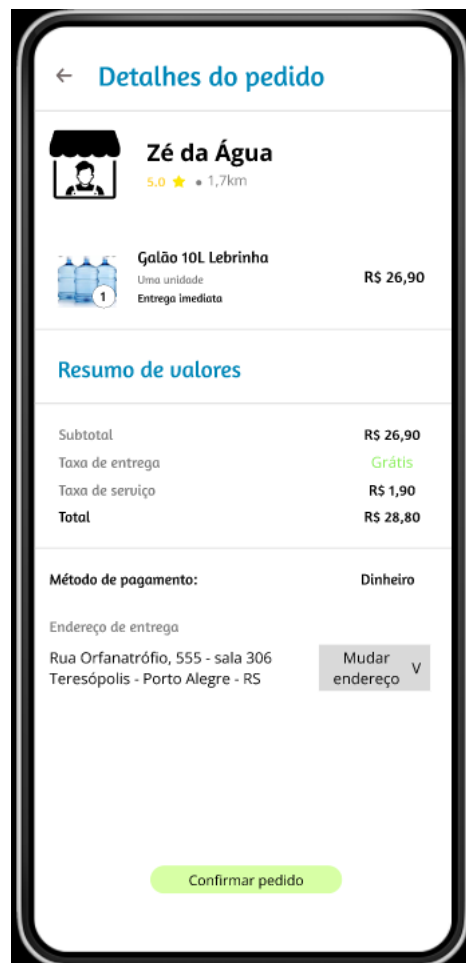 ← Detalhes do pedido
Zé da Água
5.0 ★ • 1,7km
Galão 10L Lebrinha
Uma unidade
R$ 26,90
1
Entrega imediata
Resumo de valores
Subtotal R$ 26,90
Taxa de entrega Grátis
Taxa de serviço R$ 1,90
Total R$ 28,80
Método de pagamento: Dinheiro
Endereço de entrega
Rua Orfanatrófio, 555 - sala 306
Teresópolis - Porto Alegre - RS
Mudar
endereço V
Confirmar pedido